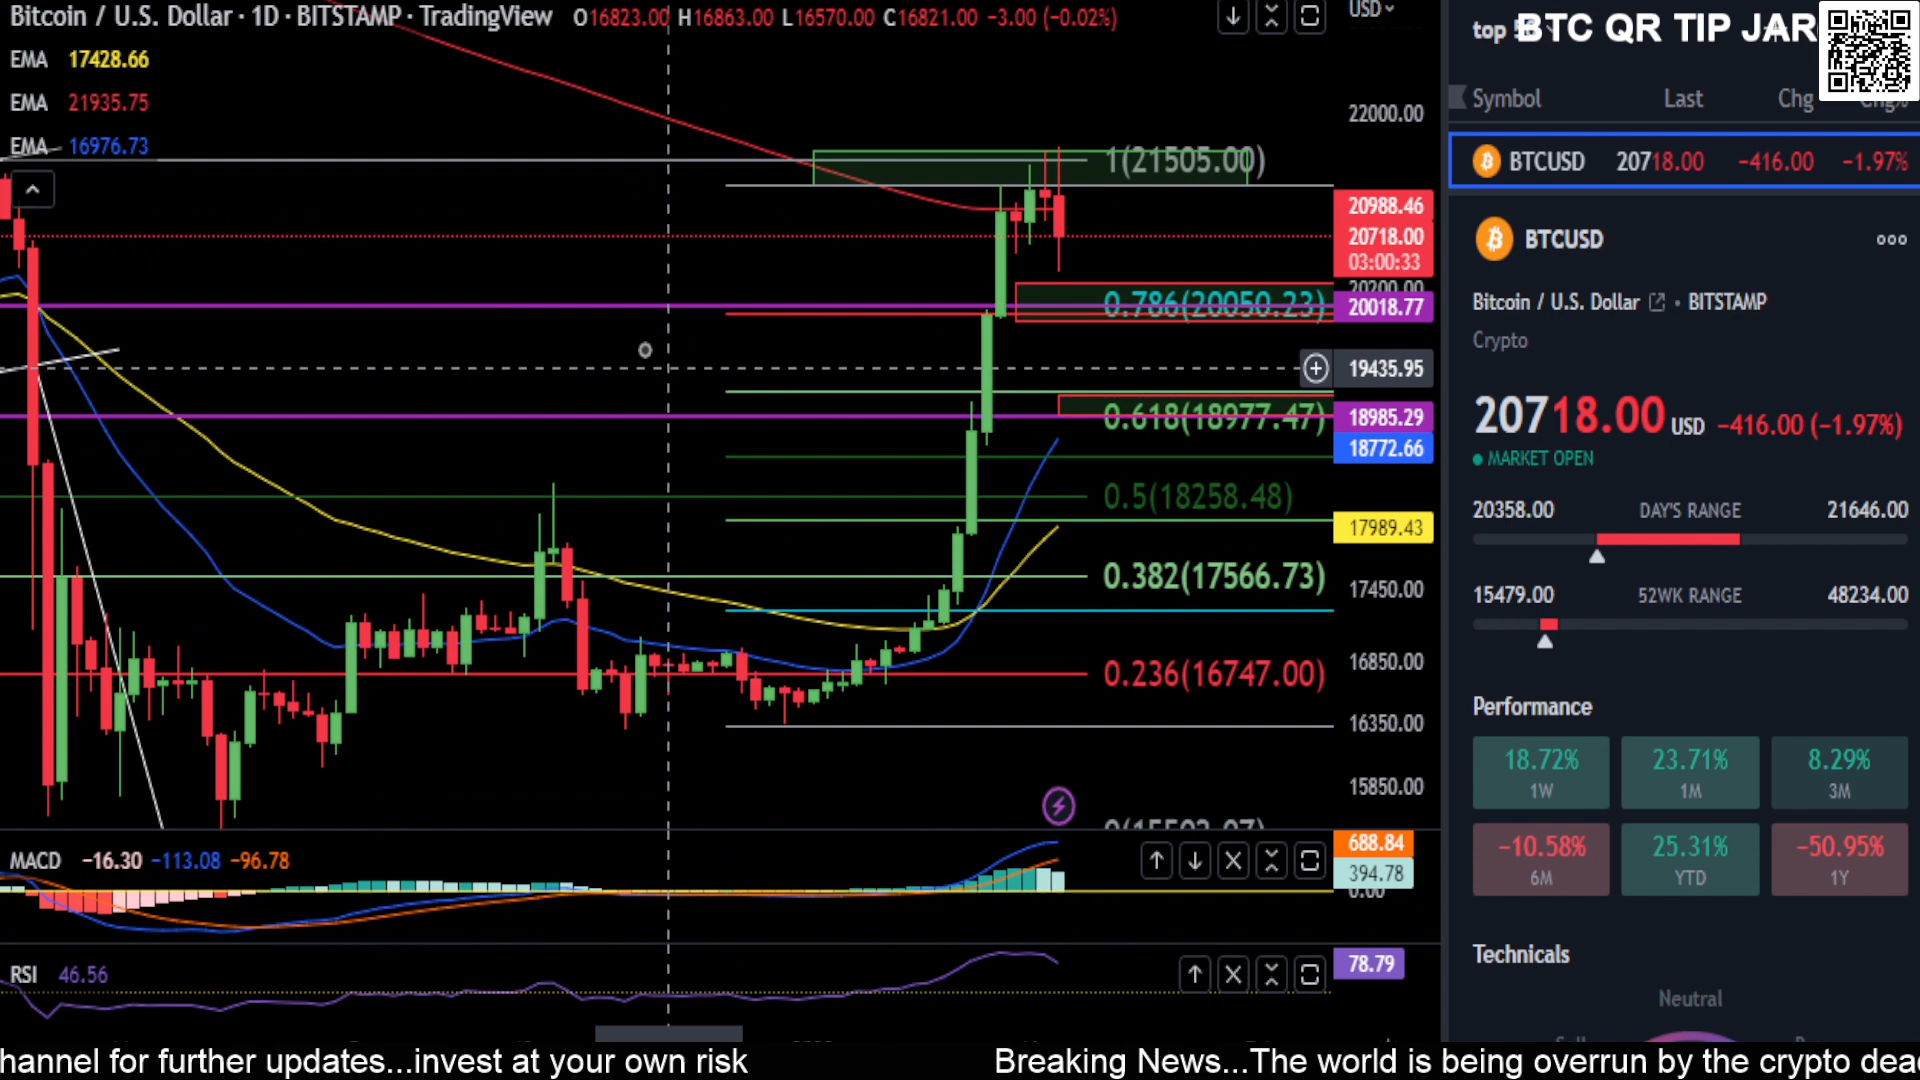 Bitcoin / U.S. Dollar · 1D · BITSTAMP · TradingView O16823.00 H16863.00 L16570.00 C16821.00 −3.00 (−0.02%)
EMA 17428.66
EMA 21935.75
EMA 16976.73
USD
22000.00
1(21505.00)
20988.46
20718.00
03:00:33
20200.00
0.786(20050.23)
20018.77
19435.95
0.618(18977.47)
18985.29
18772.66
0.5(18258.48)
17989.43
0.382(17566.73)
17450.00
16850.00
0.236(16747.00)
16350.00
15850.00
MACD −16.30 −113.08 −96.78
688.84
394.78
0.00
RSI 46.56
78.79
top
BTC QR TIP JAR
Symbol Last Chg Chg%
BTCUSD 20718.00 −416.00 −1.97%
BTCUSD
Bitcoin / U.S. Dollar • BITSTAMP
Crypto
20718.00 USD −416.00 (−1.97%)
MARKET OPEN
20358.00 DAY'S RANGE 21646.00
15479.00 52WK RANGE 48234.00
Performance
18.72% 23.71% 8.29%
1W 1M 3M
−10.58% 25.31% −50.95%
6M YTD 1Y
Technicals
Neutral
hannel for further updates...invest at your own risk
Breaking News...The world is being overrun by the crypto dea